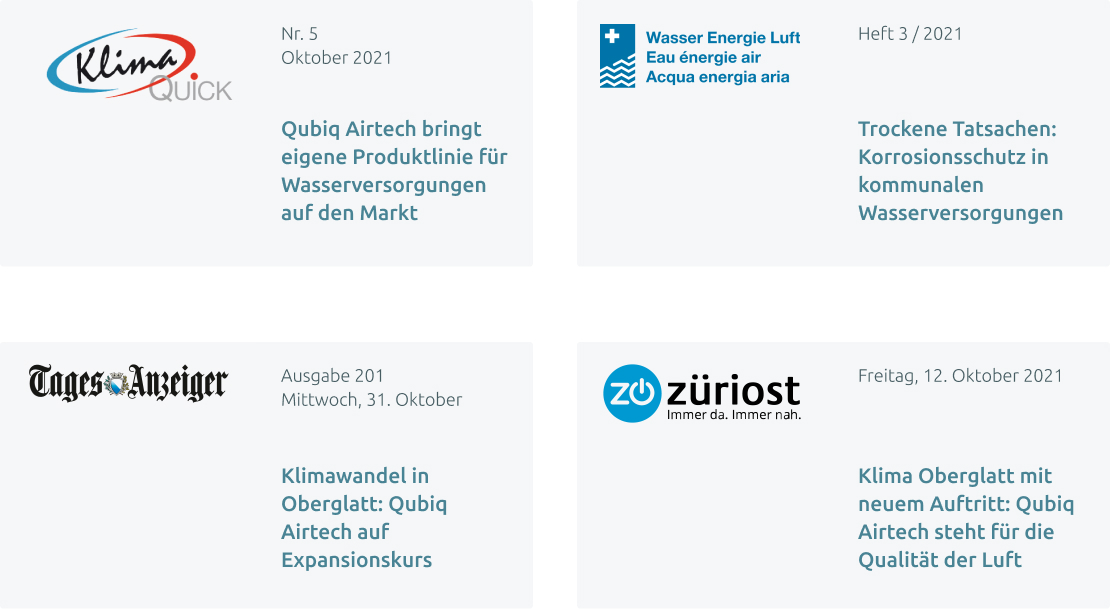 Klima
QUICK
Nr. 5
Oktober 2021
Qubiq Airtech bringt
eigene Produktlinie für
Wasserversorgungen
auf den Markt
Wasser Energie Luft
Eau énergie air
Acqua energia aria
Heft 3 / 2021
Trockene Tatsachen:
Korrosionsschutz in
kommunalen
Wasserversorgungen
Tages Anzeiger
Ausgabe 201
Mittwoch, 31. Oktober
Klimawandel in
Oberglatt: Qubiq
Airtech auf
Expansionskurs
zo züriost
Immer da. Immer nah.
Freitag, 12. Oktober 2021
Klima Oberglatt mit
neuem Auftritt: Qubiq
Airtech steht für die
Qualität der Luft